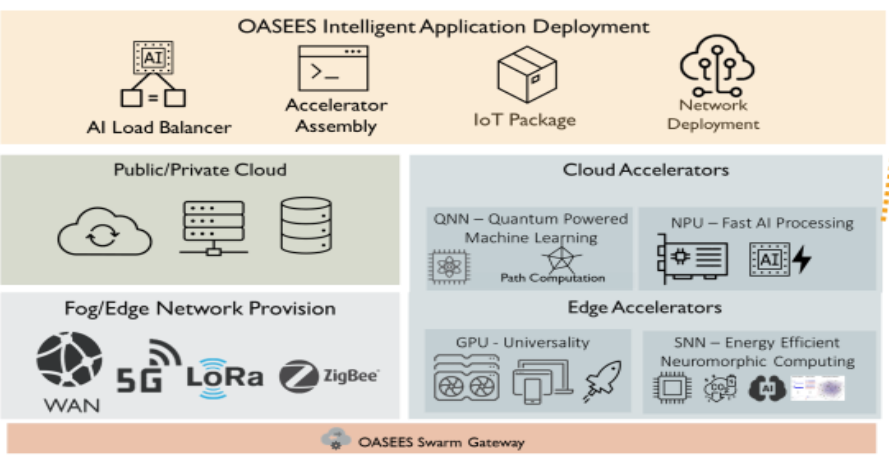 OASEES Intelligent Application Deployment
AI
=
>_
AI Load Balancer
Accelerator
Assembly
IoT Package
Network
Deployment
Public/Private Cloud
Cloud Accelerators
QNN – Quantum Powered
Machine Learning
Path Computation
NPU – Fast AI Processing
AI
Fog/Edge Network Provision
WAN
5G
LoRa
ZigBee
Edge Accelerators
GPU - Universality
SNN – Energy Efficient
Neuromorphic Computing
CO2
AI
OASEES Swarm Gateway